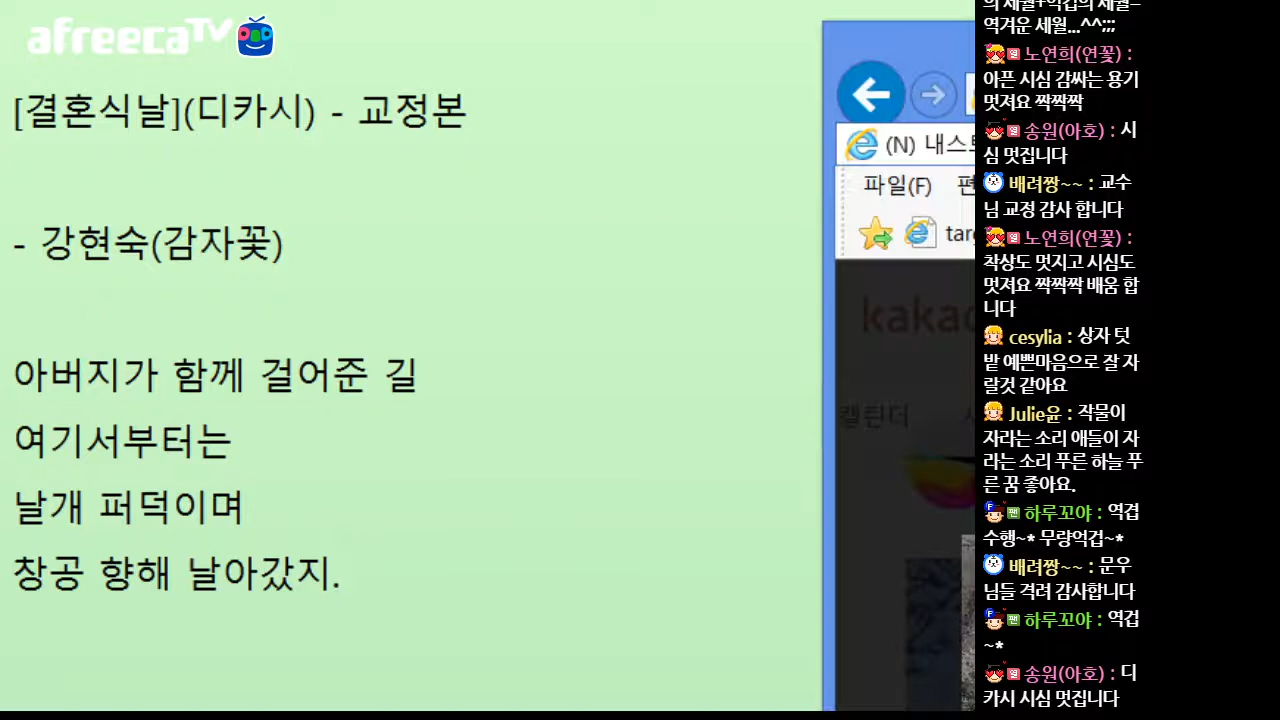 afreecaTV
[결혼식날](디카시) - 교정본
- 강현숙(감자꽃)
아버지가 함께 걸어준 길
여기서부터는
날개 퍼덕이며
창공 향해 날아갔지.
(N) 내스
파일(F)
kakao
캘린더
역겨운 세월...^^;;;
노연희(연꽃) :
아픈 시심 감싸는 용기
멋져요 짝짝짝
송원(아호) : 시
심 멋집니다
배려짱~~ : 교수
님 교정 감사 합니다
노연희(연꽃) :
착상도 멋지고 시심도
멋져요 짝짝짝 배움 합
니다
cesylia : 상자 텃
밭 예쁜마음으로 잘 자
랄것 같아요
Julie윤 : 작물이
자라는 소리 애들이 자
라는 소리 푸른 하늘 푸
른 꿈 좋아요.
하루꼬야 : 역겁
수행~* 무량억겁~*
배려짱~~ : 문우
님들 격려 감사합니다
하루꼬야 : 역겁
~*
송원(아호) : 디
카시 시심 멋집니다